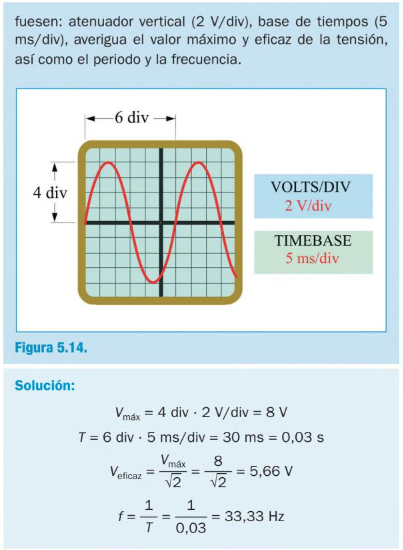 fuesen: atenuador vertical (2 V/div), base de tiempos (5
ms/div), averigua el valor máximo y eficaz de la tensión,
así como el periodo y la frecuencia.
6 div
4 div
VOLTS/DIV
2 V/div
TIMEBASE
5 ms/div
Figura 5.14.
Solución:
Vmáx = 4 div · 2 V/div = 8 V
T = 6 div · 5 ms/div = 30 ms = 0,03 s
Veficaz = Vmáx/√2 = 8/√2 = 5,66 V
f = 1/T = 1/0,03 = 33,33 Hz